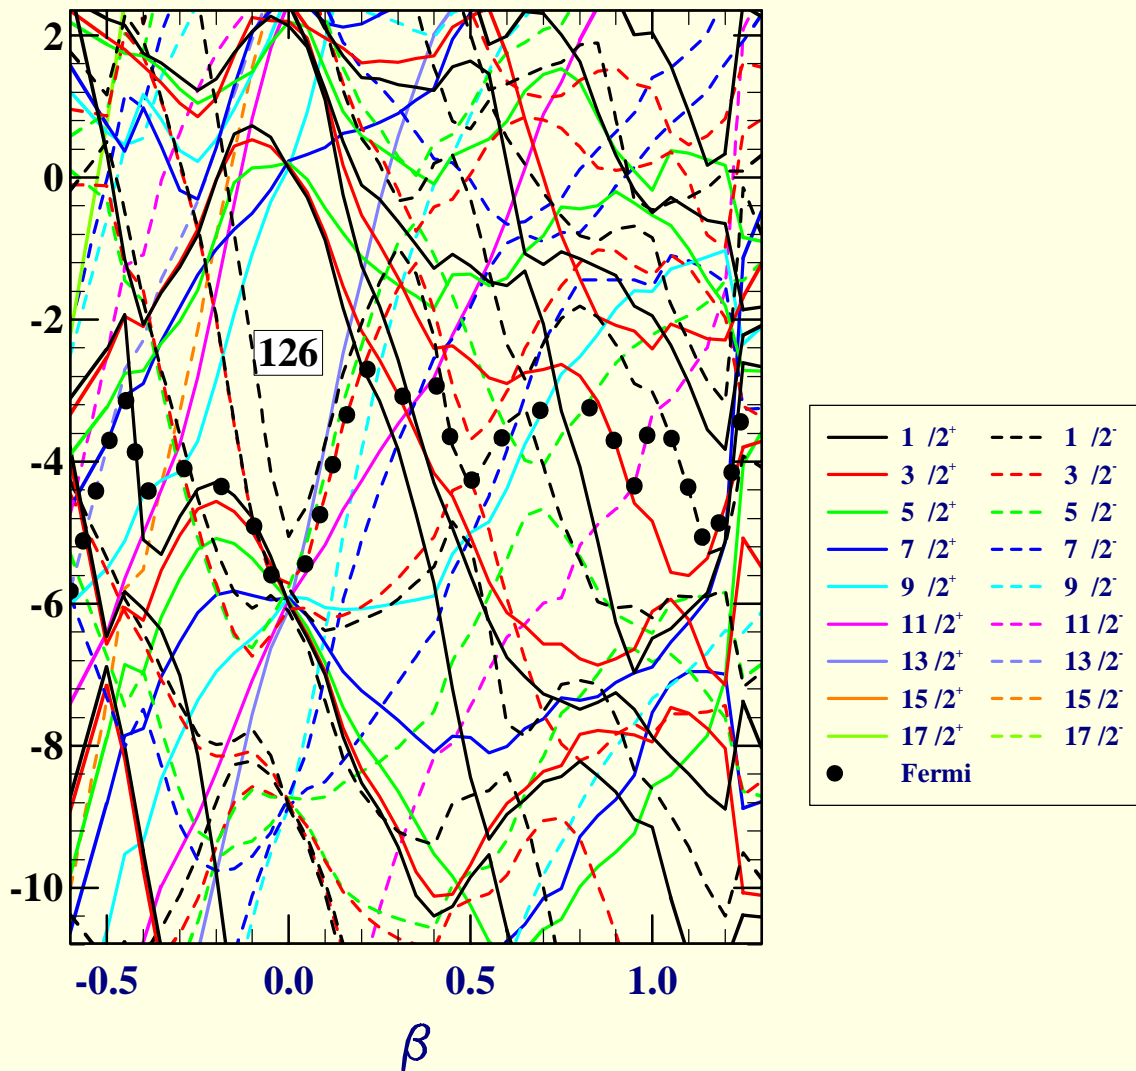 2
0
-2
-4
-6
-8
-10
126
-0.5 0.0 0.5 1.0
β
1 /2+ 1 /2-
3 /2+ 3 /2-
5 /2+ 5 /2-
7 /2+ 7 /2-
9 /2+ 9 /2-
11 /2+ 11 /2-
13 /2+ 13 /2-
15 /2+ 15 /2-
17 /2+ 17 /2-
Fermi